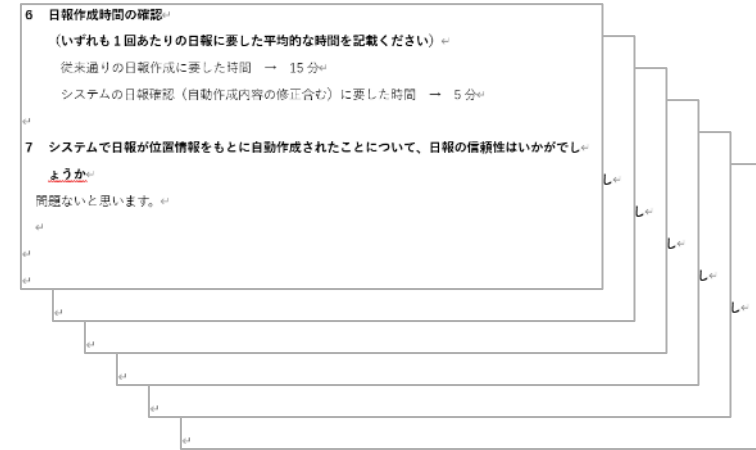 6 日報作成時間の確認↵
（いずれも１回あたりの日報に要した平均的な時間を記載ください）↵
従来通りの日報作成に要した時間 → 15 分↵
システムの日報確認（自動作成内容の修正含む）に要した時間 → 5 分↵
↵
7 システムで日報が位置情報をもとに自動作成されたことについて、日報の信頼性はいかがでし↵
ょうか↵
問題ないと思います。↵
↵
↵
↵
し↵
し↵
し↵
し↵
し↵
↵
↵
↵
↵
↵